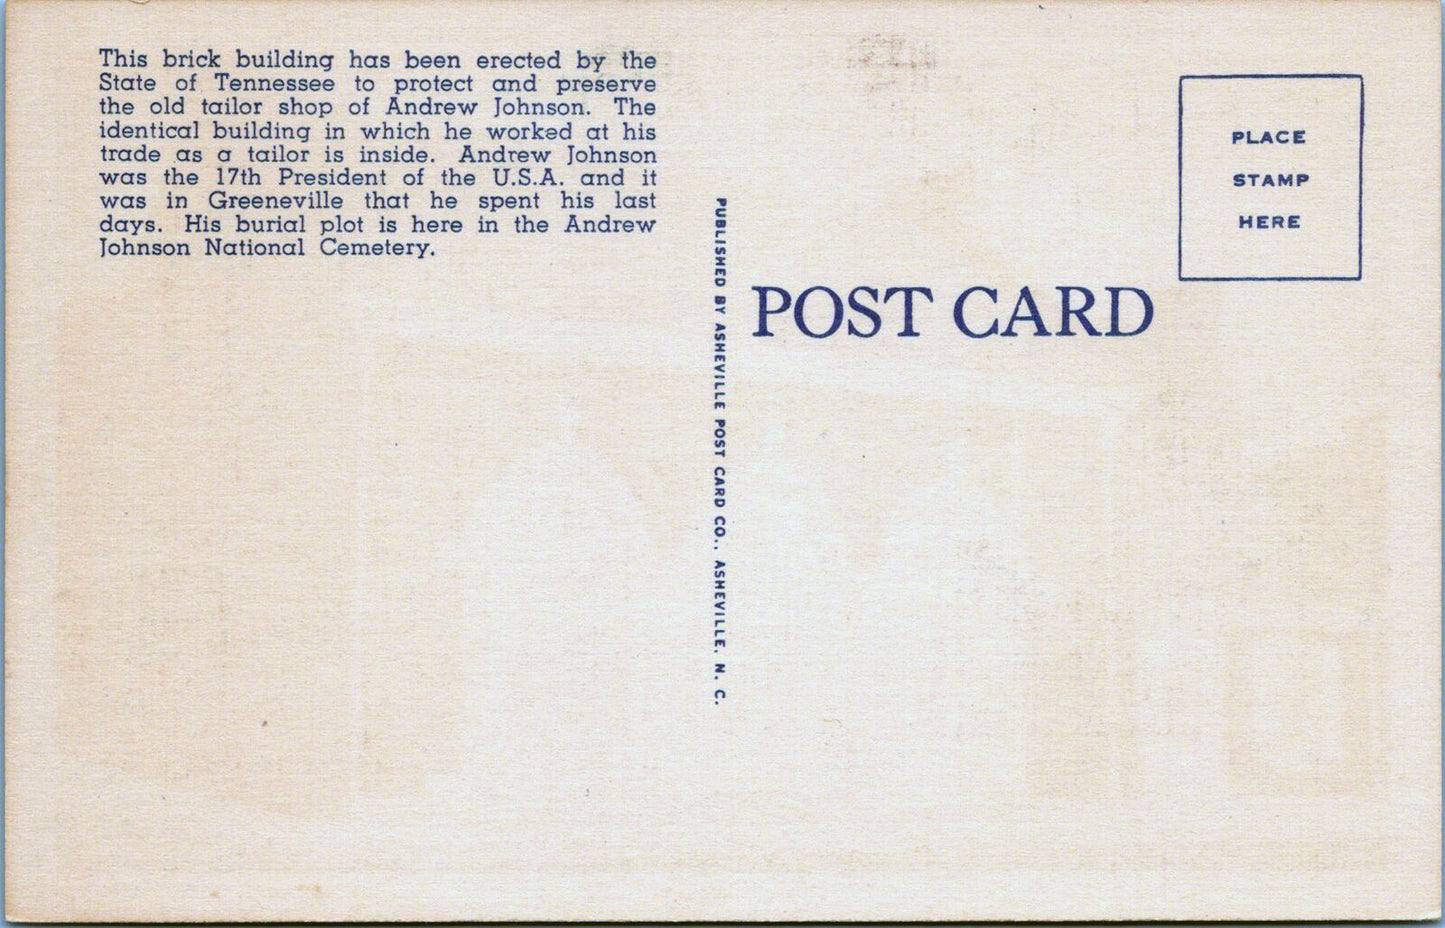 This brick building has been erected by the
State of Tennessee to protect and preserve
the old tailor shop of Andrew Johnson. The
identical building in which he worked at his
trade as a tailor is inside. Andrew Johnson
was the 17th President of the U.S.A. and it
was in Greeneville that he spent his last
days. His burial plot is here in the Andrew
Johnson National Cemetery.
PUBLISHED BY ASHEVILLE POST CARD CO., ASHEVILLE, N. C.
POST CARD
PLACE
STAMP
HERE